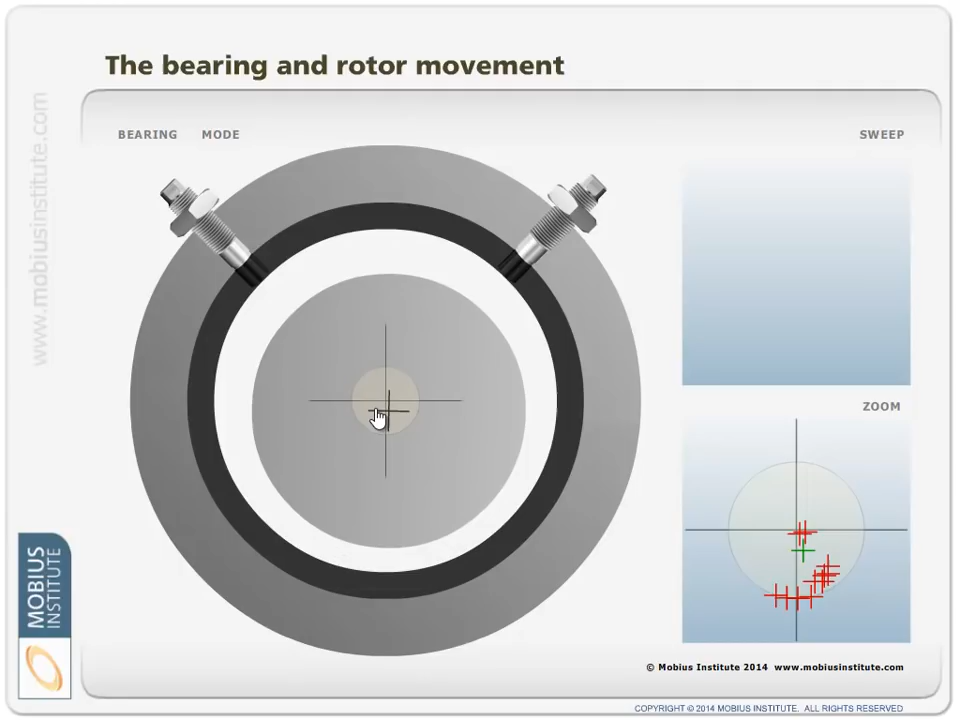 The bearing and rotor movement
www.mobiusinstitute.com
BEARING MODE
SWEEP
ZOOM
MOBIUS
INSTITUTE
© Mobius Institute 2014 www.mobiusinstitute.com
COPYRIGHT © 2014 MOBIUS INSTITUTE. ALL RIGHTS RESERVED